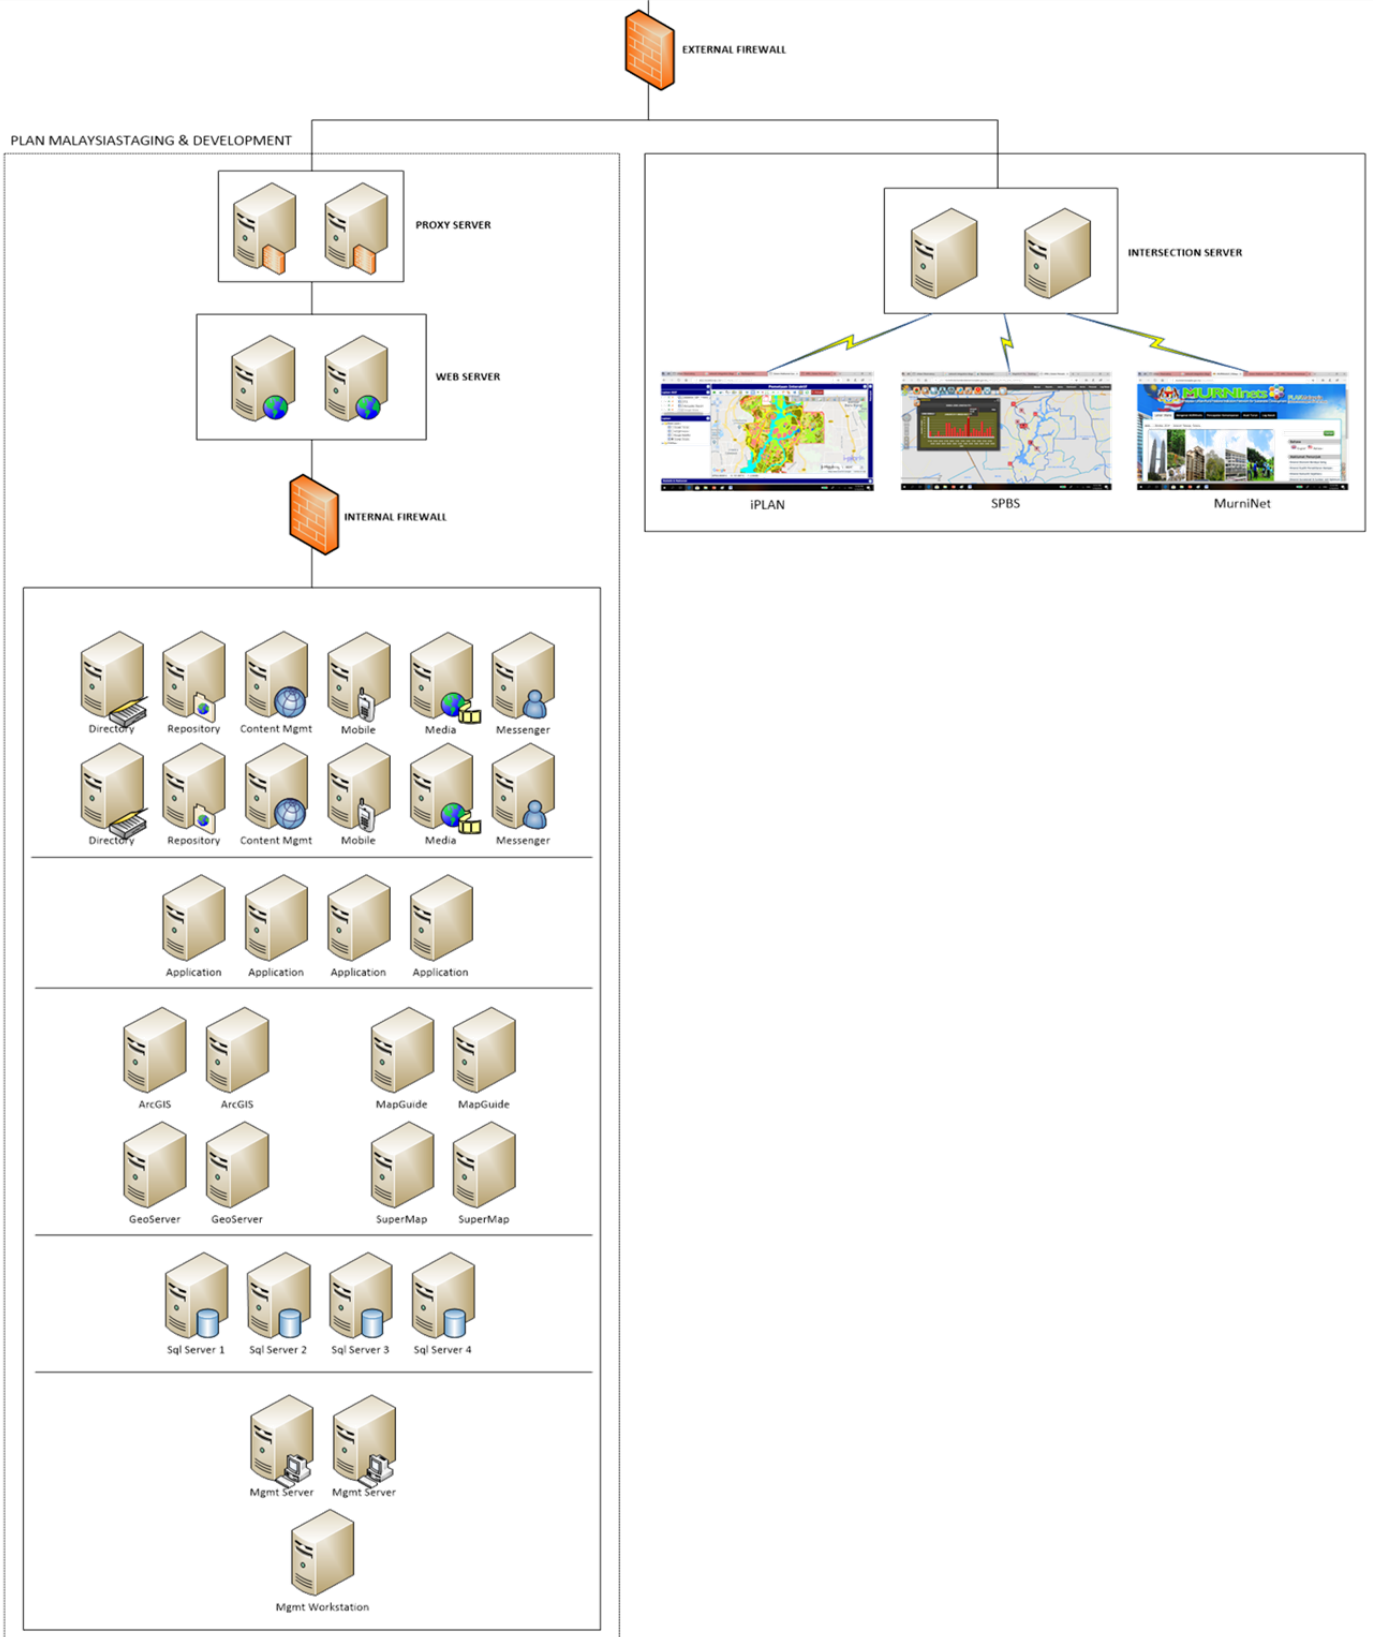 EXTERNAL FIREWALL
PLAN MALAYSIASTAGING & DEVELOPMENT
PROXY SERVER
INTERSECTION SERVER
WEB SERVER
MURNInets
iPLAN
SPBS
MurniNet
INTERNAL FIREWALL
Directory Repository Content Mgmt Mobile Media Messenger
Directory Repository Content Mgmt Mobile Media Messenger
Application Application Application Application
ArcGIS ArcGIS MapGuide MapGuide
GeoServer GeoServer SuperMap SuperMap
Sql Server 1 Sql Server 2 Sql Server 3 Sql Server 4
Mgmt Server Mgmt Server
Mgmt Workstation